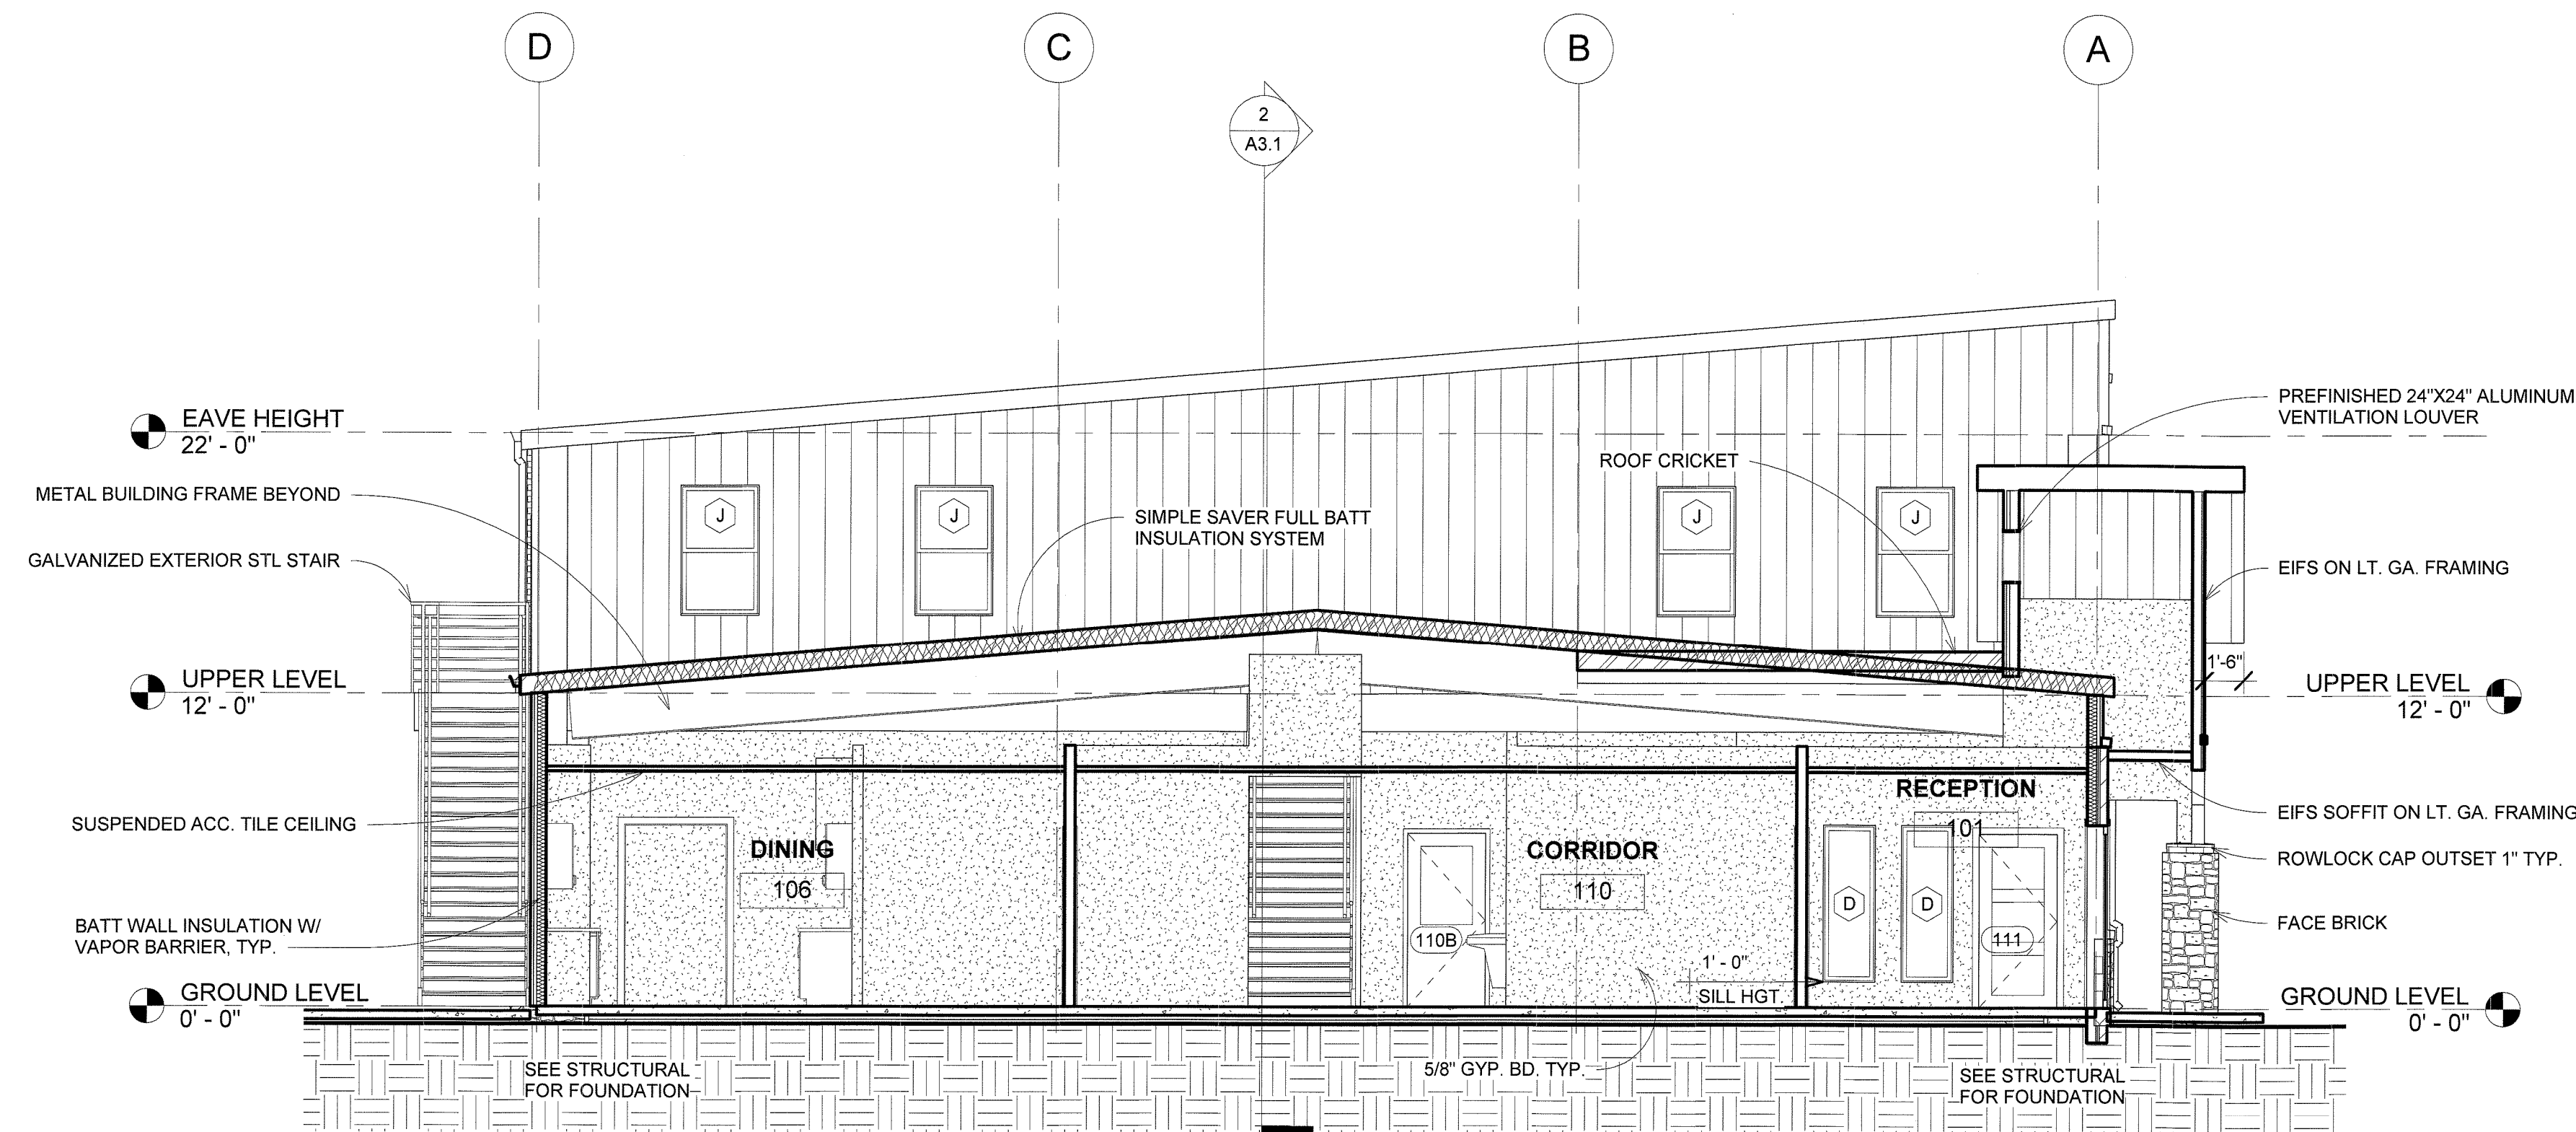 D
C
B
A
2
A3.1
EAVE HEIGHT
22' - 0"
PREFINISHED 24"X24" ALUMINUM
VENTILATION LOUVER
ROOF CRICKET
METAL BUILDING FRAME BEYOND
J
J
J
J
SIMPLE SAVER FULL BATT
INSULATION SYSTEM
GALVANIZED EXTERIOR STL STAIR
EIFS ON LT. GA. FRAMING
1'-6"
UPPER LEVEL
12' - 0"
UPPER LEVEL
12' - 0"
RECEPTION
101
SUSPENDED ACC. TILE CEILING
EIFS SOFFIT ON LT. GA. FRAMING
DINING
106
CORRIDOR
110
ROWLOCK CAP OUTSET 1" TYP.
D
D
BATT WALL INSULATION W/
VAPOR BARRIER, TYP.
FACE BRICK
110B
111
1' - 0"
SILL HGT.
GROUND LEVEL
0' - 0"
GROUND LEVEL
0' - 0"
SEE STRUCTURAL
FOR FOUNDATION
5/8" GYP. BD. TYP.
SEE STRUCTURAL
FOR FOUNDATION